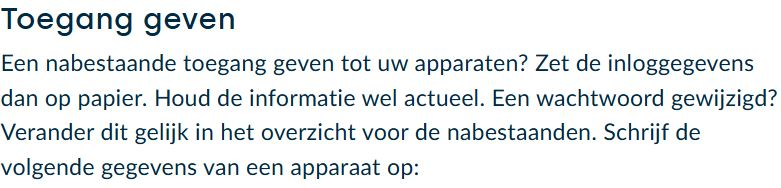 Toegang geven
Een nabestaande toegang geven tot uw apparaten? Zet de inloggegevens
dan op papier. Houd de informatie wel actueel. Een wachtwoord gewijzigd?
Verander dit gelijk in het overzicht voor de nabestaanden. Schrijf de
volgende gegevens van een apparaat op: